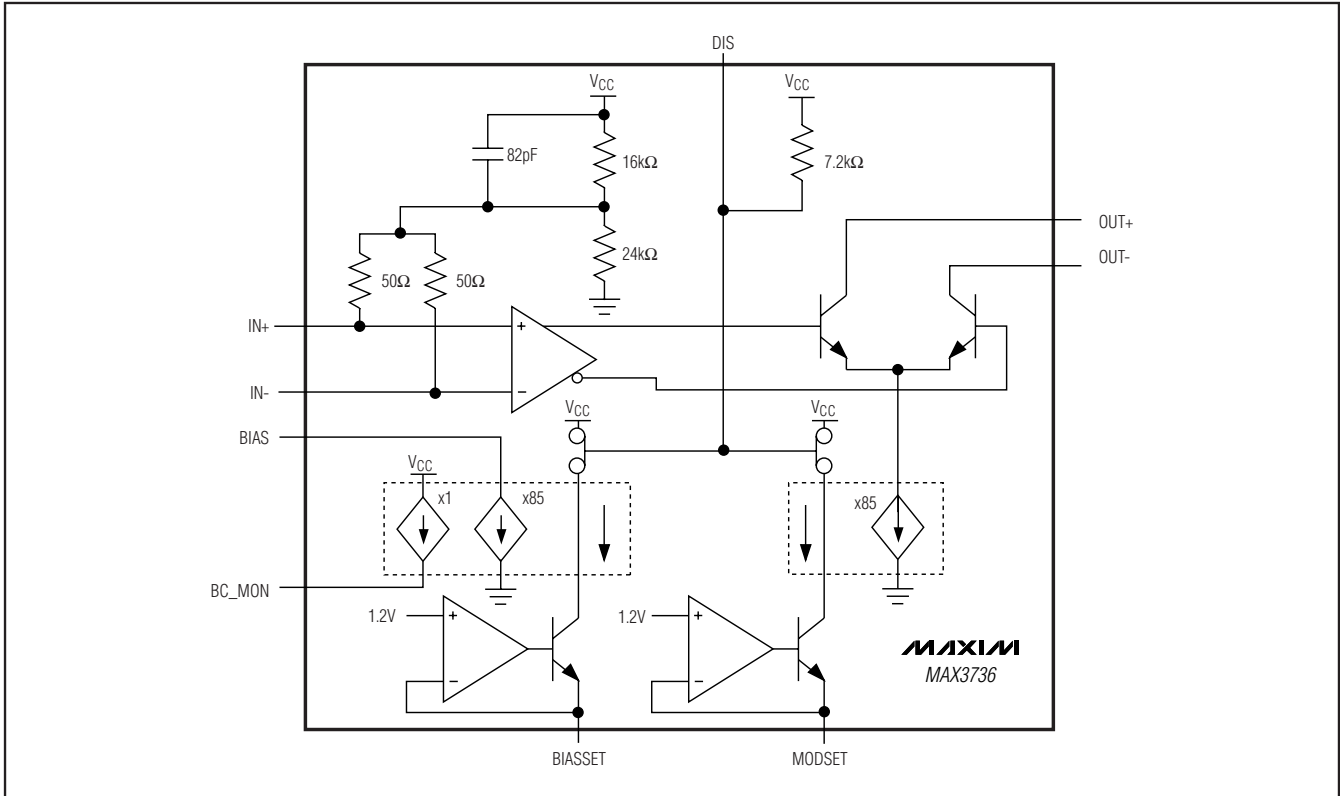 DIS
VCC
VCC
82pF
16kΩ
7.2kΩ
24kΩ
OUT+
OUT-
50Ω
50Ω
IN+
+
IN-
−
VCC
VCC
BIAS
VCC
x1
x85
x85
BC_MON
1.2V
+
1.2V
+
−
−
MAXIM
MAX3736
BIASSET
MODSET